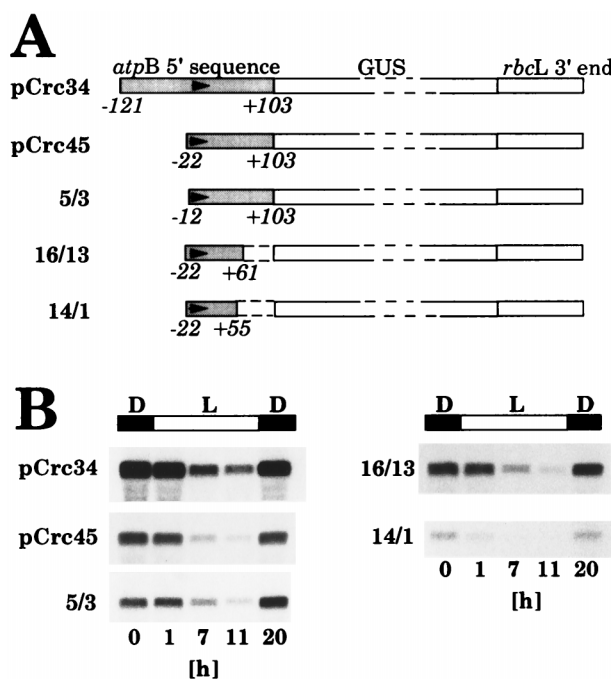 A
atpB 5' sequence GUS rbcL 3' end
pCrc34
-121 +103
pCrc45
-22 +103
5/3
-12 +103
16/13
-22 +61
14/1
-22 +55
B
D L D
pCrc34
pCrc45
5/3
0 1 7 11 20
[h]
D L D
16/13
14/1
0 1 7 11 20
[h]